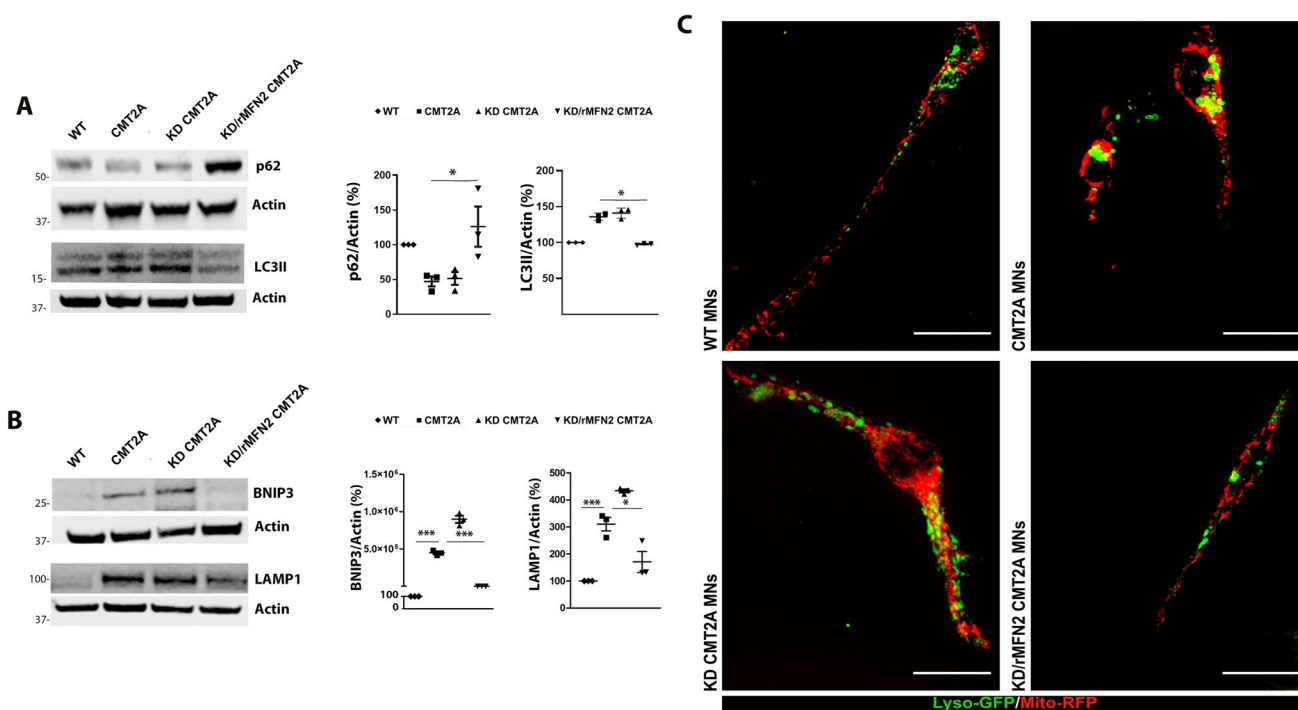 A
WT
CMT2A
KD CMT2A
KD/rMFN2 CMT2A
p62
50-
Actin
37-
LC3II
15-
Actin
37-
◆WT ■ CMT2A ▲ KD CMT2A ▼ KD/rMFN2 CMT2A
p62/Actin (%)
200
150
100
50
0
*
LC3II/Actin (%)
200
150
100
50
*
B
WT
CMT2A
KD CMT2A
KD/rMFN2 CMT2A
BNIP3
25-
Actin
37-
LAMP1
100-
Actin
37-
◆WT ■ CMT2A ▲ KD CMT2A ▼ KD/rMFN2 CMT2A
BNIP3/Actin (%)
1.5×10⁶
1.0×10⁶
5.0×10⁵
100
0
***
***
LAMP1/Actin (%)
500
400
300
200
100
0
***
*
C
WT MNs
CMT2A MNs
KD CMT2A MNs
KD/rMFN2 CMT2A MNs
Lyso-GFP/Mito-RFP